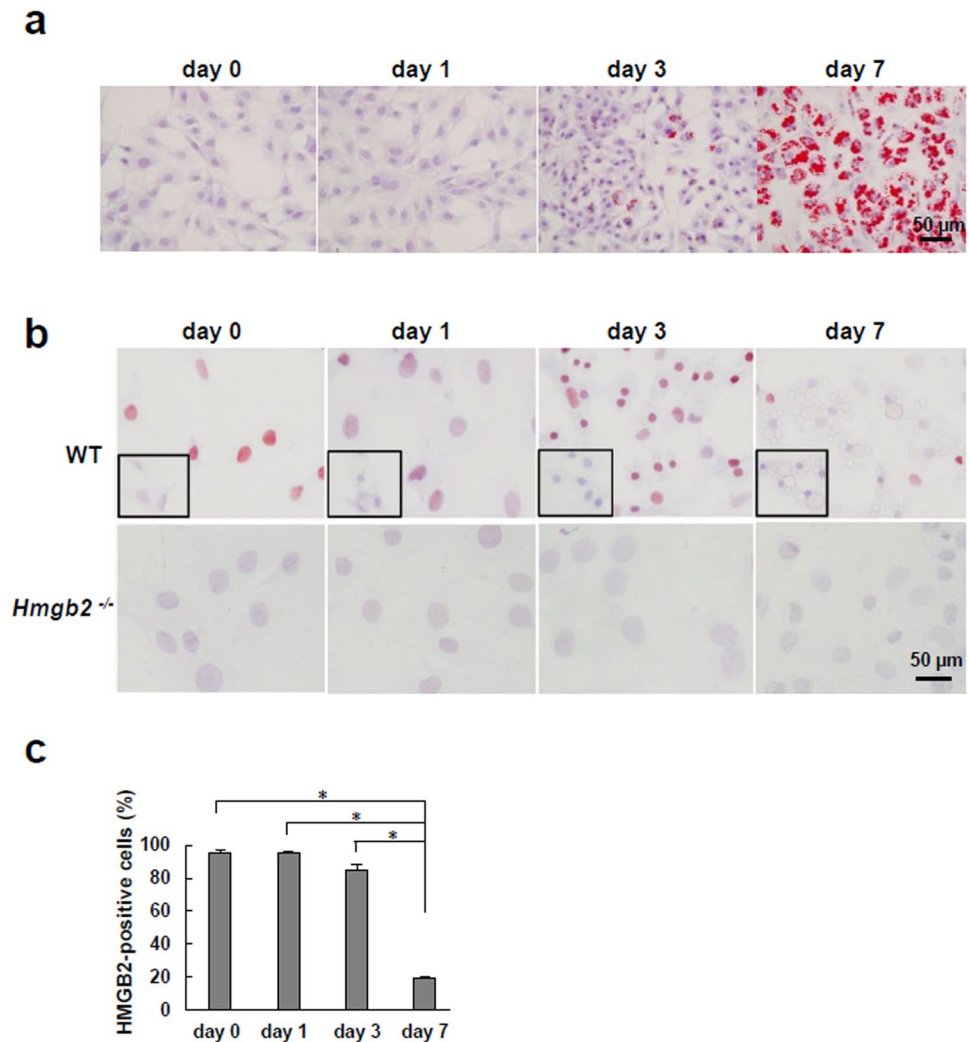 a
day 0 day 1 day 3 day 7
50 µm
b
day 0 day 1 day 3 day 7
WT
Hmgb2 -/-
50 µm
c
HMGB2-positive cells (%)
*
*
*
100
80
60
40
20
0
day 0 day 1 day 3 day 7